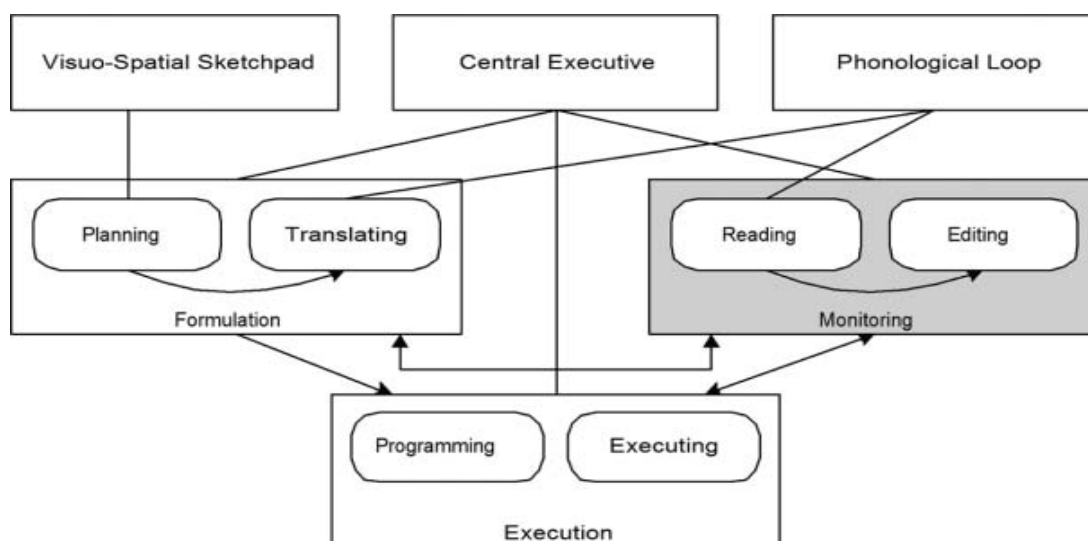 Visuo-Spatial Sketchpad
Central Executive
Phonological Loop
Planning
Translating
Formulation
Reading
Editing
Monitoring
Programming
Executing
Execution